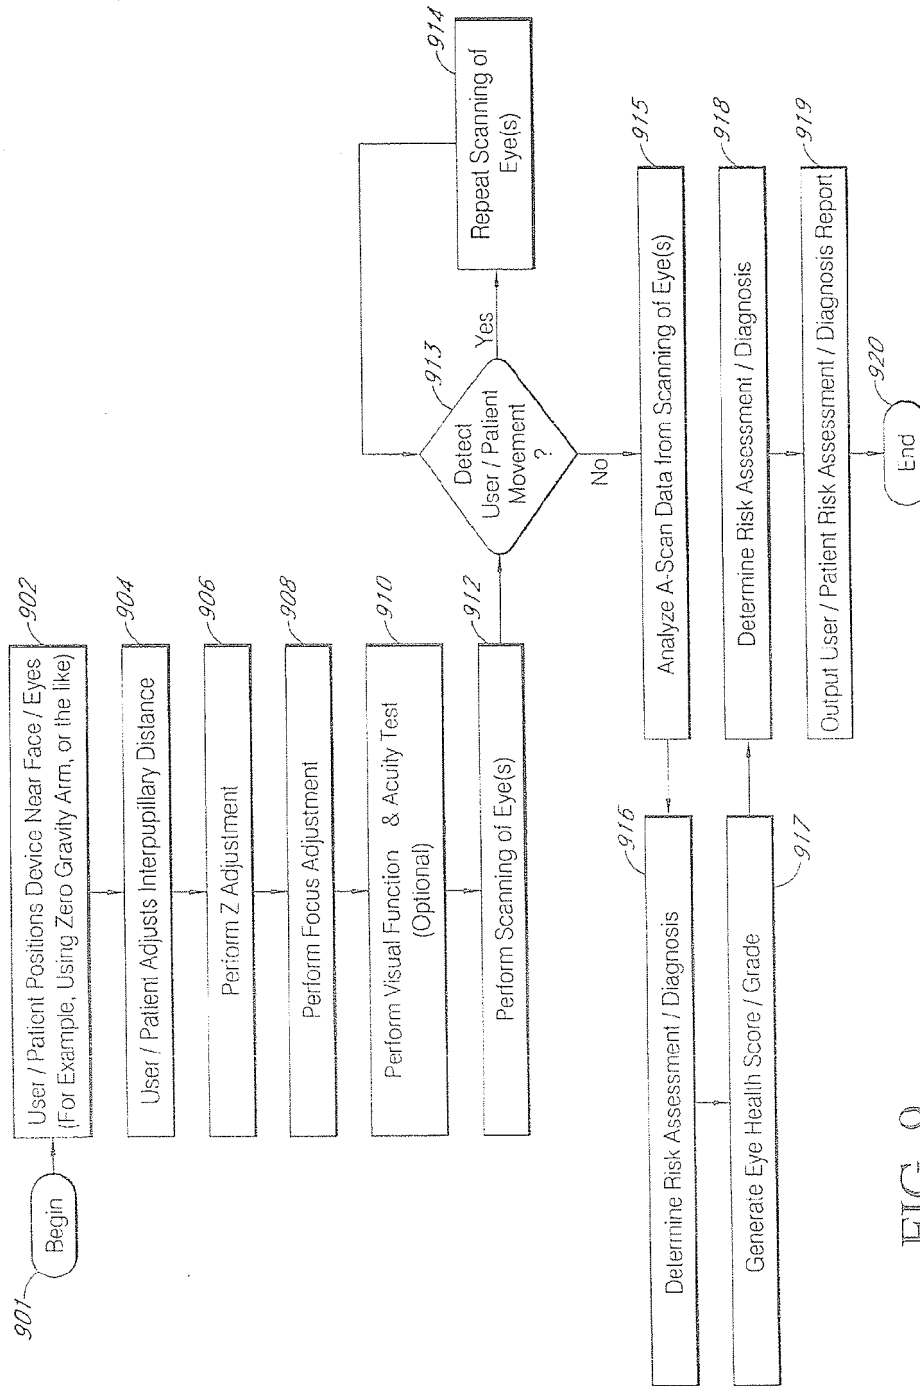 901
Begin
902
User / Patient Positions Device Near Face / Eyes
(For Example, Using Zero Gravity Arm, or the like)
904
User / Patient Adjusts Interpupillary Distance
906
Perform Z Adjustment
908
Perform Focus Adjustment
910
Perform Visual Function & Acuity Test
(Optional)
912
Perform Scanning of Eye(s)
913
Detect
User / Patient
Movement
?
Yes
914
Repeat Scanning of
Eye(s)
No
915
Analyze A-Scan Data from Scanning of Eye(s)
916
Determine Risk Assessment / Diagnosis
917
Generate Eye Health Score / Grade
918
Determine Risk Assessment / Diagnosis
919
Output User / Patient Risk Assessment / Diagnosis Report
920
End
FIG. 9